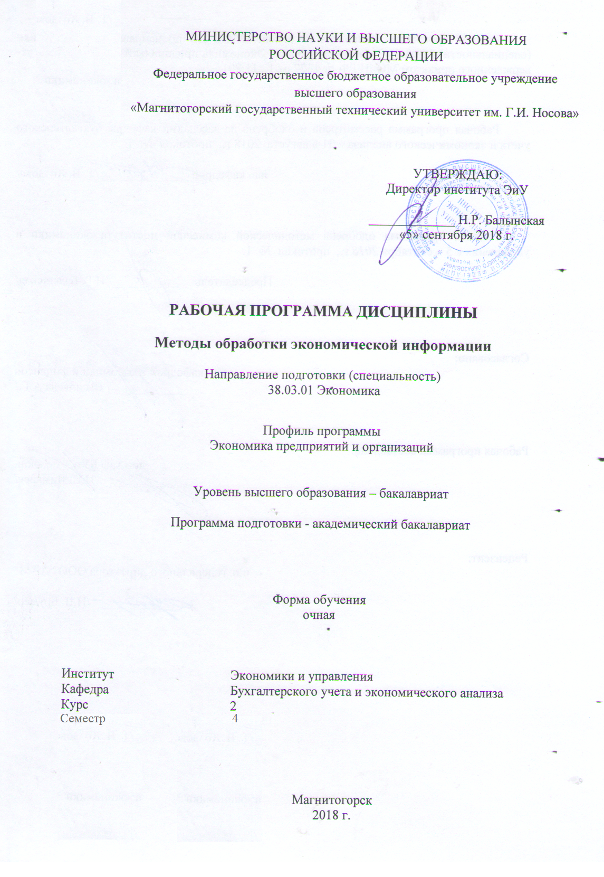 МИНИСТЕРСТВО НАУКИ И ВЫСШЕГО ОБРАЗОВАНИЯ
РОССИЙСКОЙ ФЕДЕРАЦИИ
Федеральное государственное бюджетное образовательное учреждение
высшего образования
«Магнитогорский государственный технический университет им. Г.И. Носова»
УТВЕРЖДАЮ:
Директор института ЭиУ
Н.Р. Балынская
«5» сентября 2018 г.
РАБОЧАЯ ПРОГРАММА ДИСЦИПЛИНЫ
Методы обработки экономической информации
Направление подготовки (специальность)
38.03.01 Экономика
Профиль программы
Экономика предприятий и организаций
Уровень высшего образования – бакалавриат
Программа подготовки - академический бакалавриат
Форма обучения
очная
Институт Экономики и управления
Кафедра Бухгалтерского учета и экономического анализа
Курс 2
Семестр 4
Магнитогорск
2018 г.